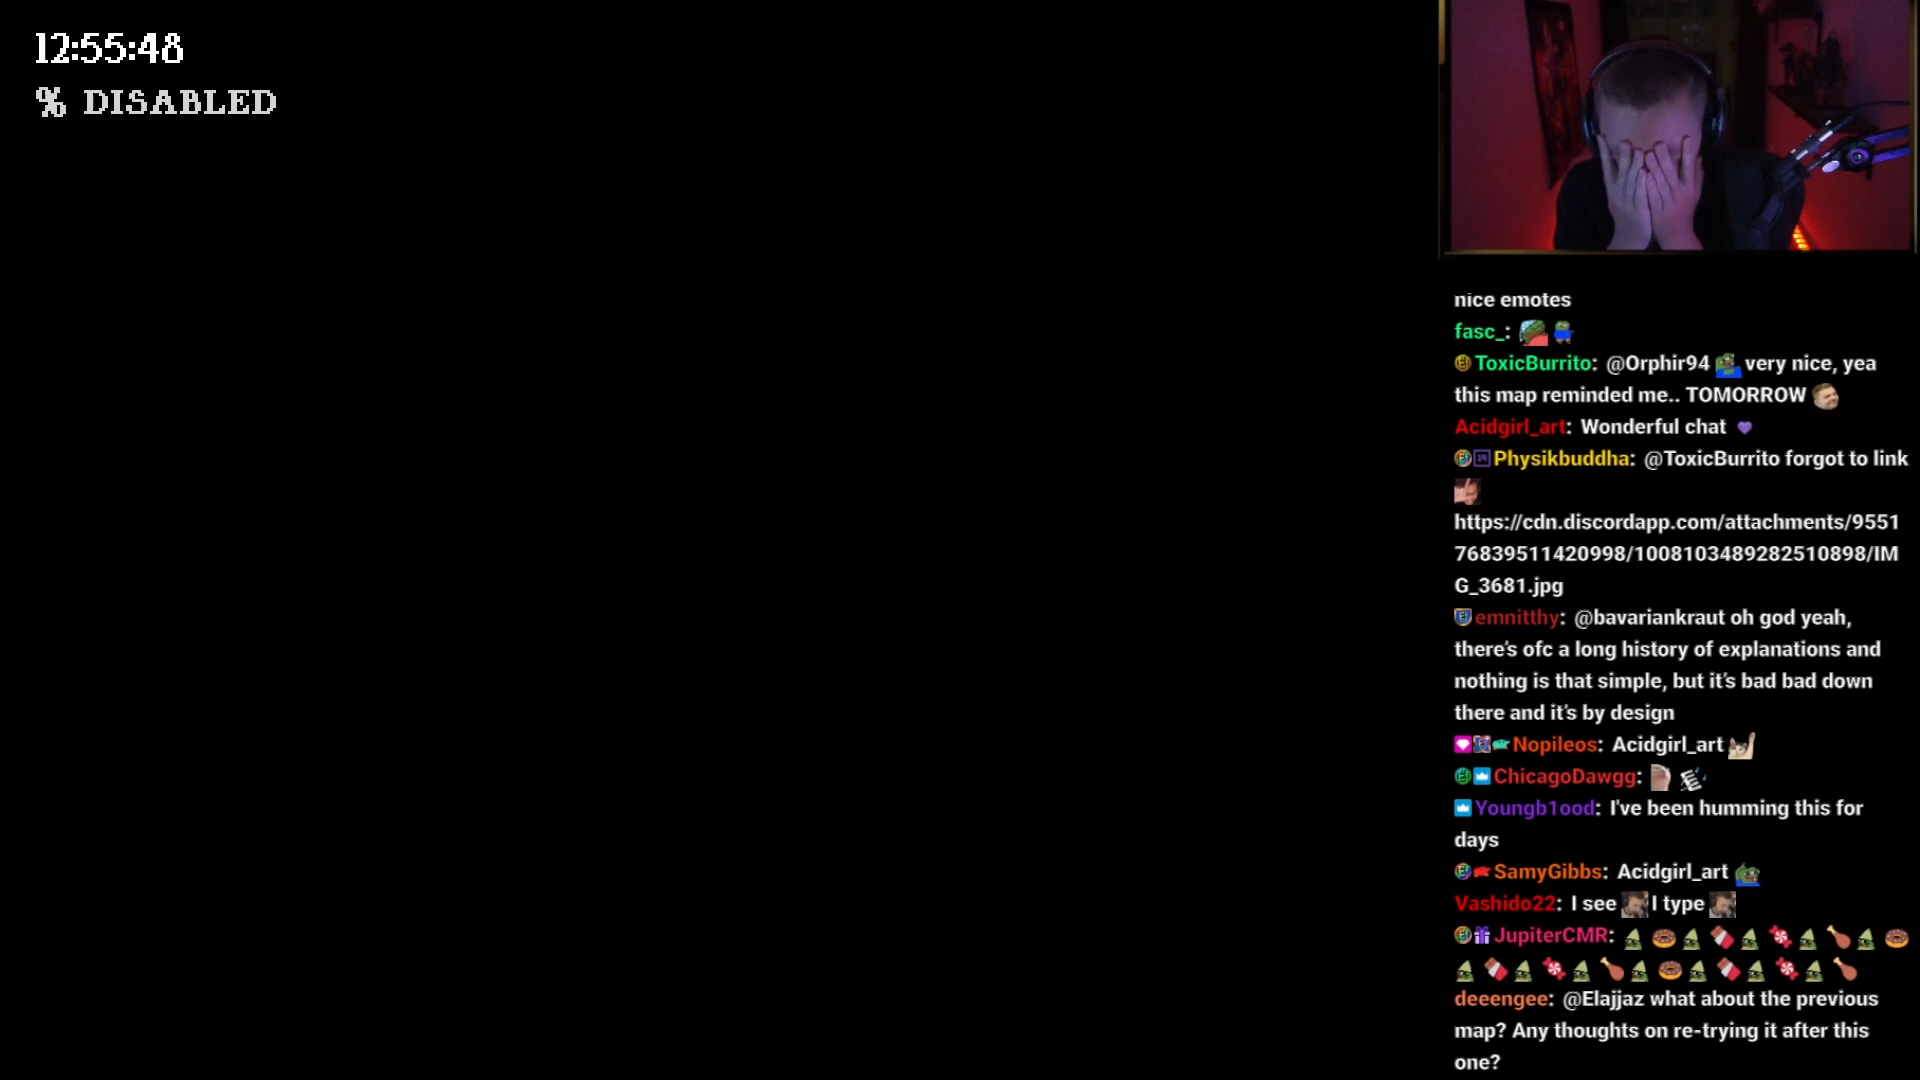 12:55:48
% DISABLED
nice emotes
fasc_:
ToxicBurrito: @Orphir94 very nice, yea
this map reminded me.. TOMORROW
Acidgirl_art: Wonderful chat
Physikbuddha: @ToxicBurrito forgot to link
https://cdn.discordapp.com/attachments/9551
76839511420998/1008103489282510898/IM
G_3681.jpg
emnitthy: @bavariankraut oh god yeah,
there's ofc a long history of explanations and
nothing is that simple, but it's bad bad down
there and it's by design
Nopileos: Acidgirl_art
ChicagoDawgg:
Youngb1ood: I've been humming this for
days
SamyGibbs: Acidgirl_art
Vashido22: I see I type
JupiterCMR:
deeengee: @Elajjaz what about the previous
map? Any thoughts on re-trying it after this
one?